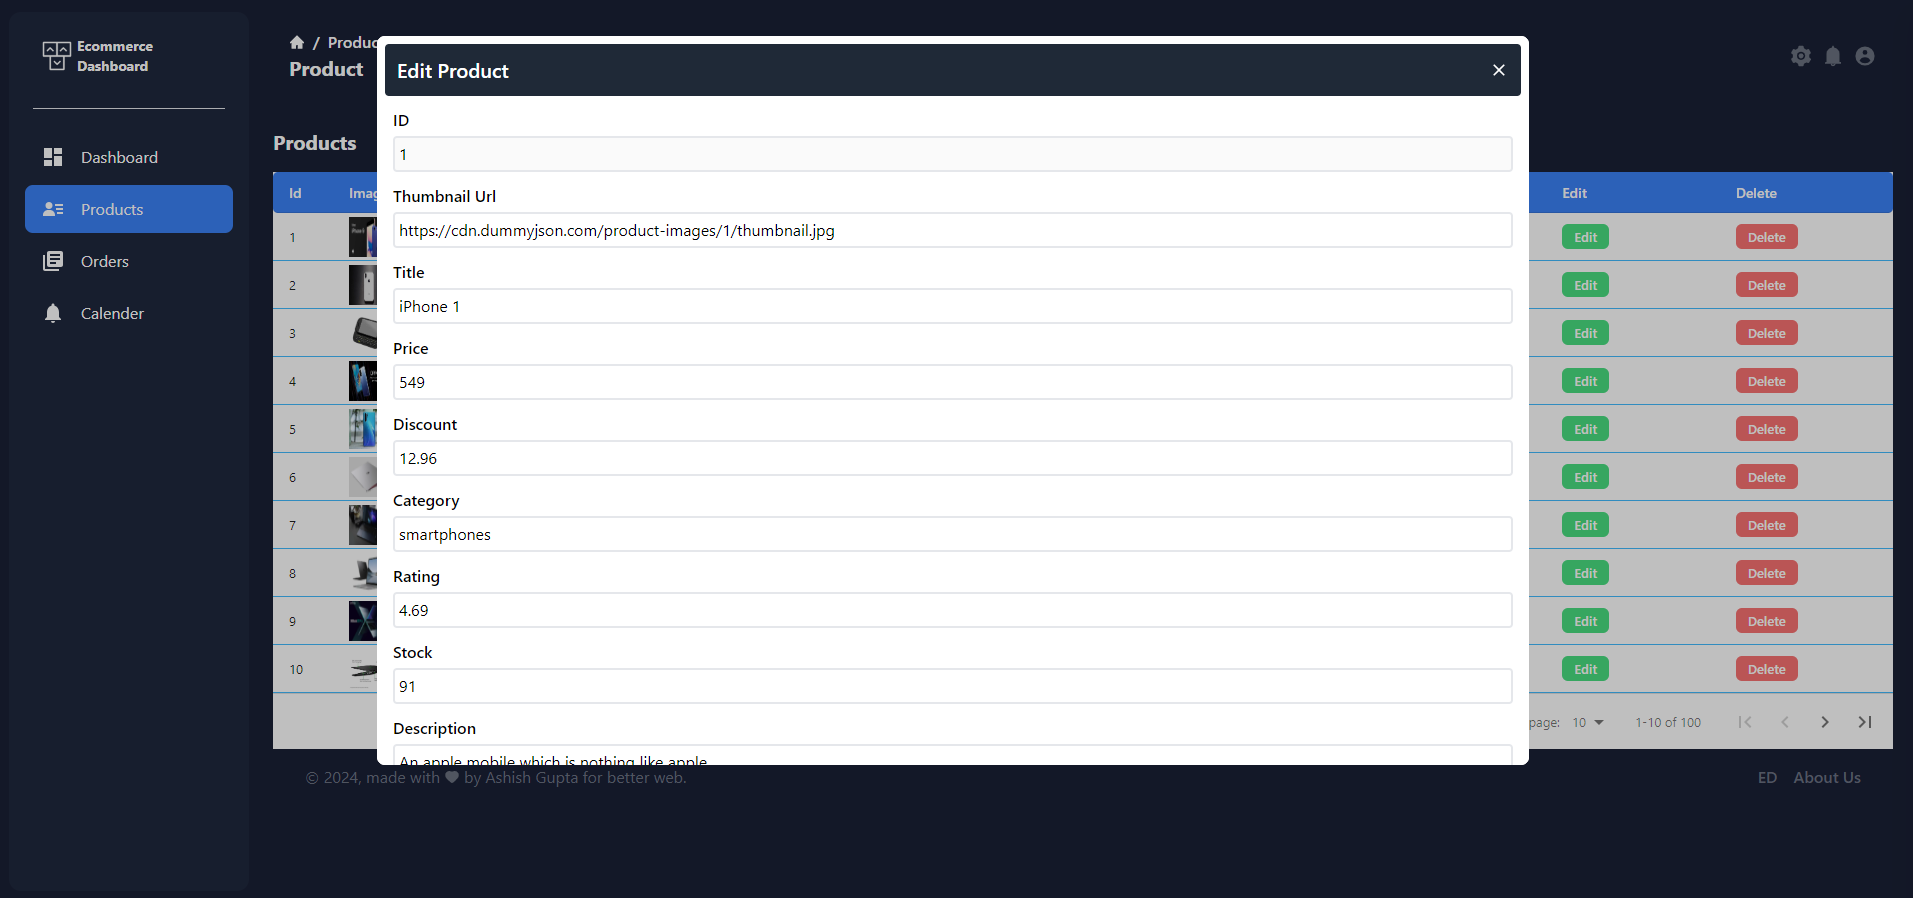 Ecommerce
Dashboard
Dashboard
Products
Orders
Calender
/ Produc
Product
Products
Id Imag Edit Delete
1 Edit Delete
2 Edit Delete
3 Edit Delete
4 Edit Delete
5 Edit Delete
6 Edit Delete
7 Edit Delete
8 Edit Delete
9 Edit Delete
10 Edit Delete
page: 10 1-10 of 100
Edit Product
ID
1
Thumbnail Url
https://cdn.dummyjson.com/product-images/1/thumbnail.jpg
Title
iPhone 1
Price
549
Discount
12.96
Category
smartphones
Rating
4.69
Stock
91
Description
An apple mobile which is nothing like apple
© 2024, made with ♥ by Ashish Gupta for better web.
ED About Us